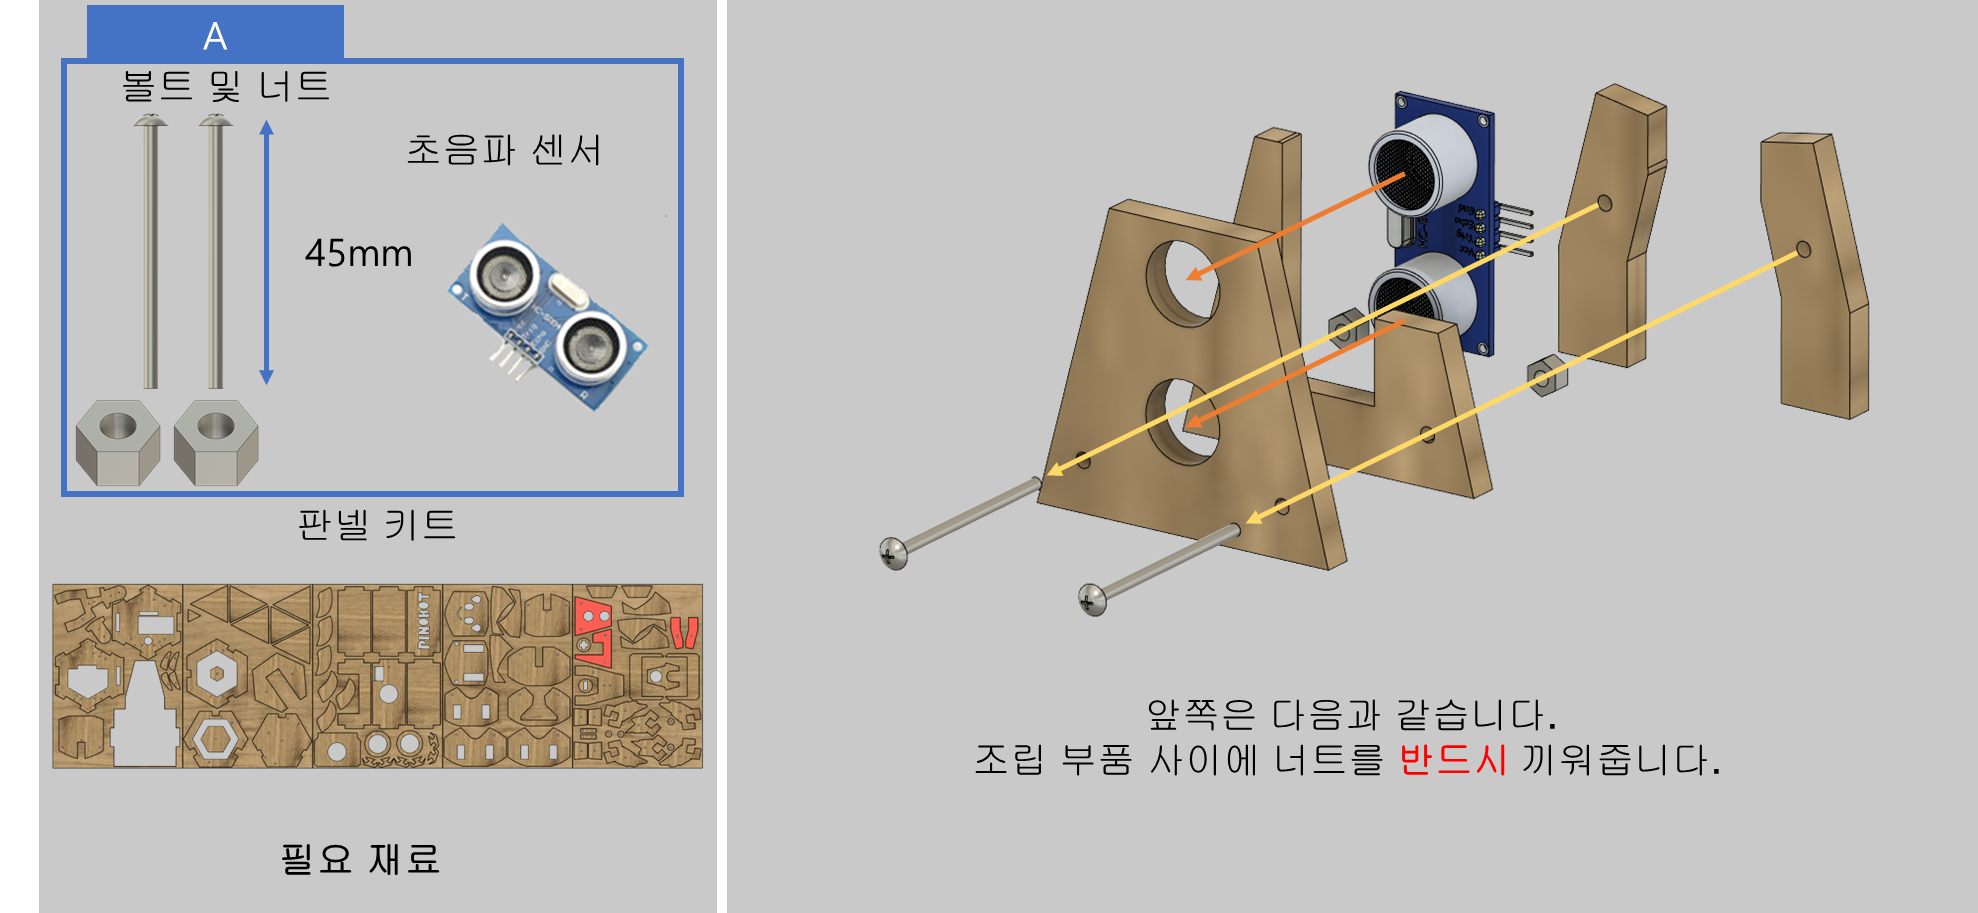 A
볼트 및 너트
초음파 센서
45mm
판넬 키트
PINOBOT
필요 재료
앞쪽은 다음과 같습니다.
조립 부품 사이에 너트를 반드시 끼워줍니다.